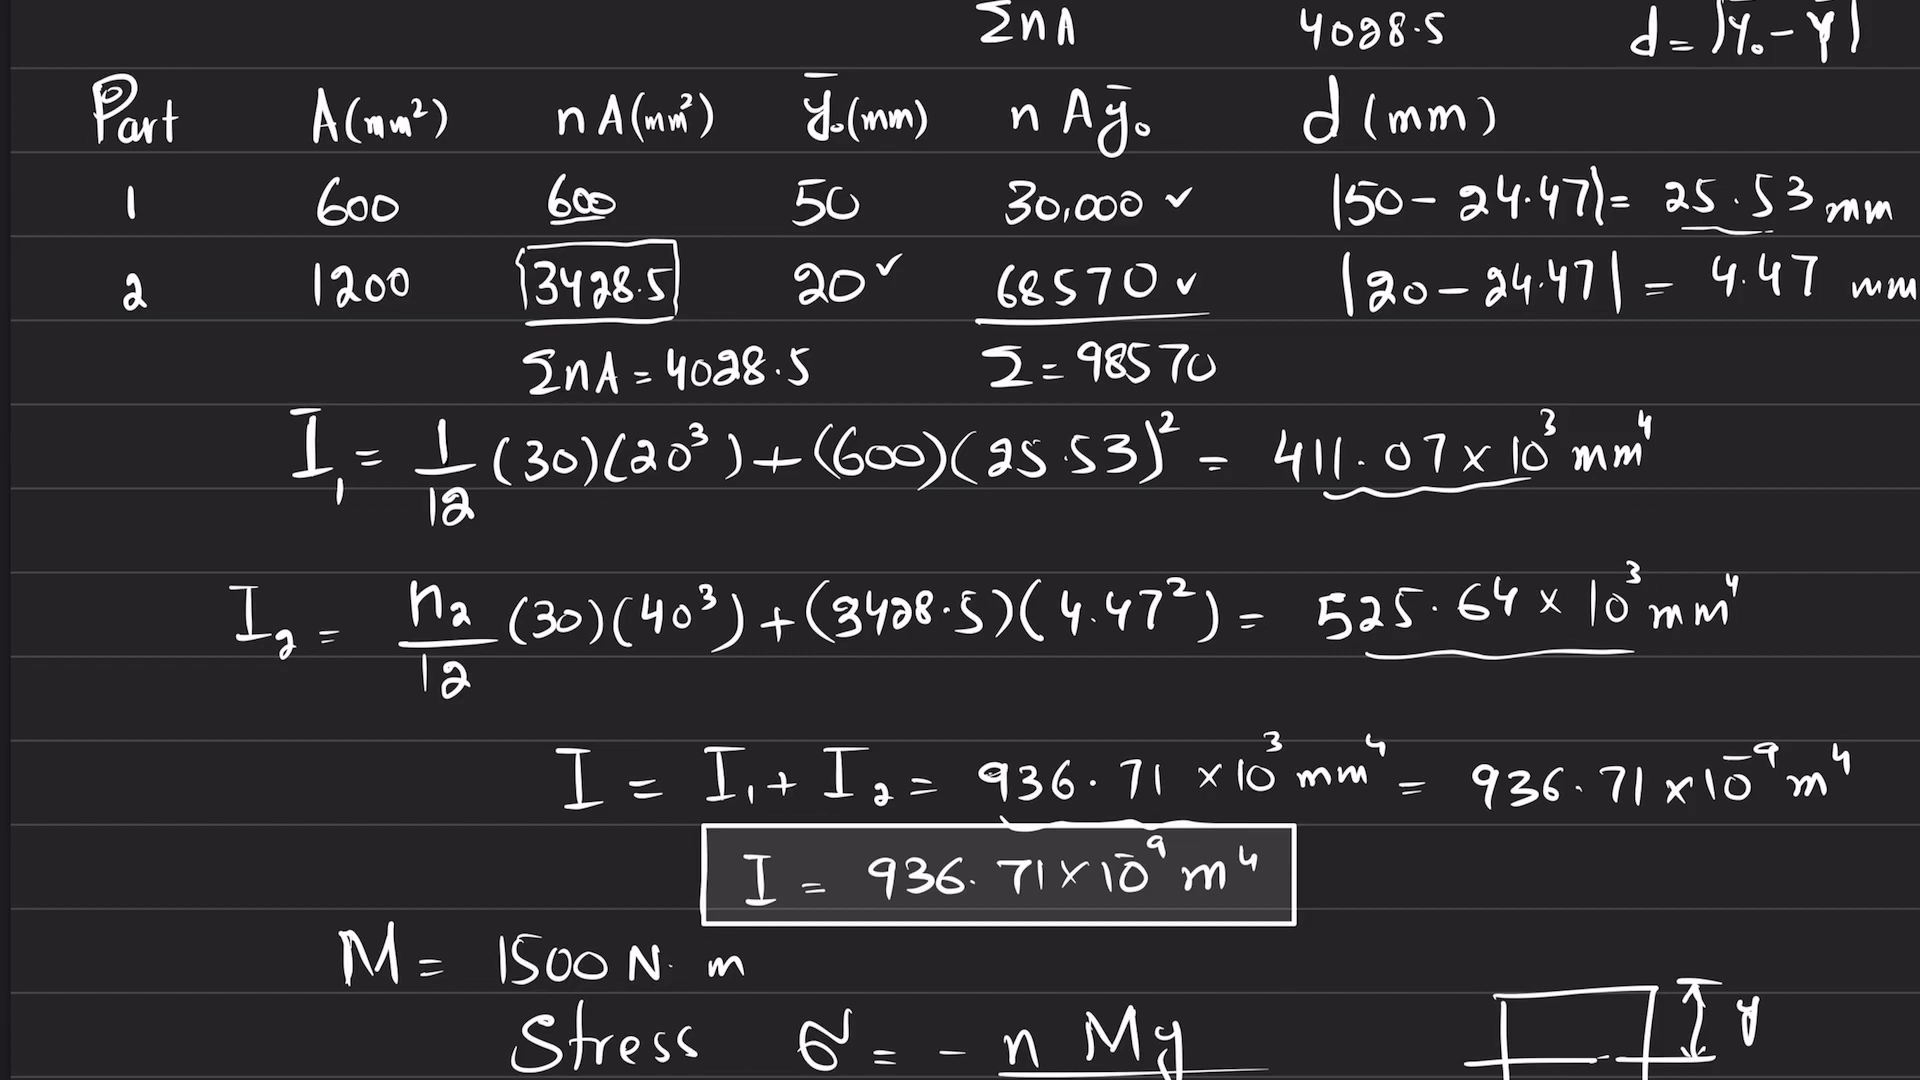 ΣnA 4028.5 d = |ȳ₀ - Ȳ|
Part A(mm²) nA(mm²) ȳ₀(mm) nAȳ₀ d(mm)
1 600 600 50 30,000 ✓ |50 - 24.47| = 25.53 mm
2 1200 3428.5 20 ✓ 68570 ✓ |20 - 24.47| = 4.47 mm
ΣnA = 4028.5 Σ = 98570
I₁ = 1/12 (30)(20³) + (600)(25.53)² = 411.07 x 10³ mm⁴
I₂ = n₂/12 (30)(40³) + (3428.5)(4.47²) = 525.64 x 10³ mm⁴
I = I₁ + I₂ = 936.71 x 10³ mm⁴ = 936.71 x 10⁻⁹ m⁴
I = 936.71 x 10⁻⁹ m⁴
M = 1500 N. m
Stress σ = - n My
y